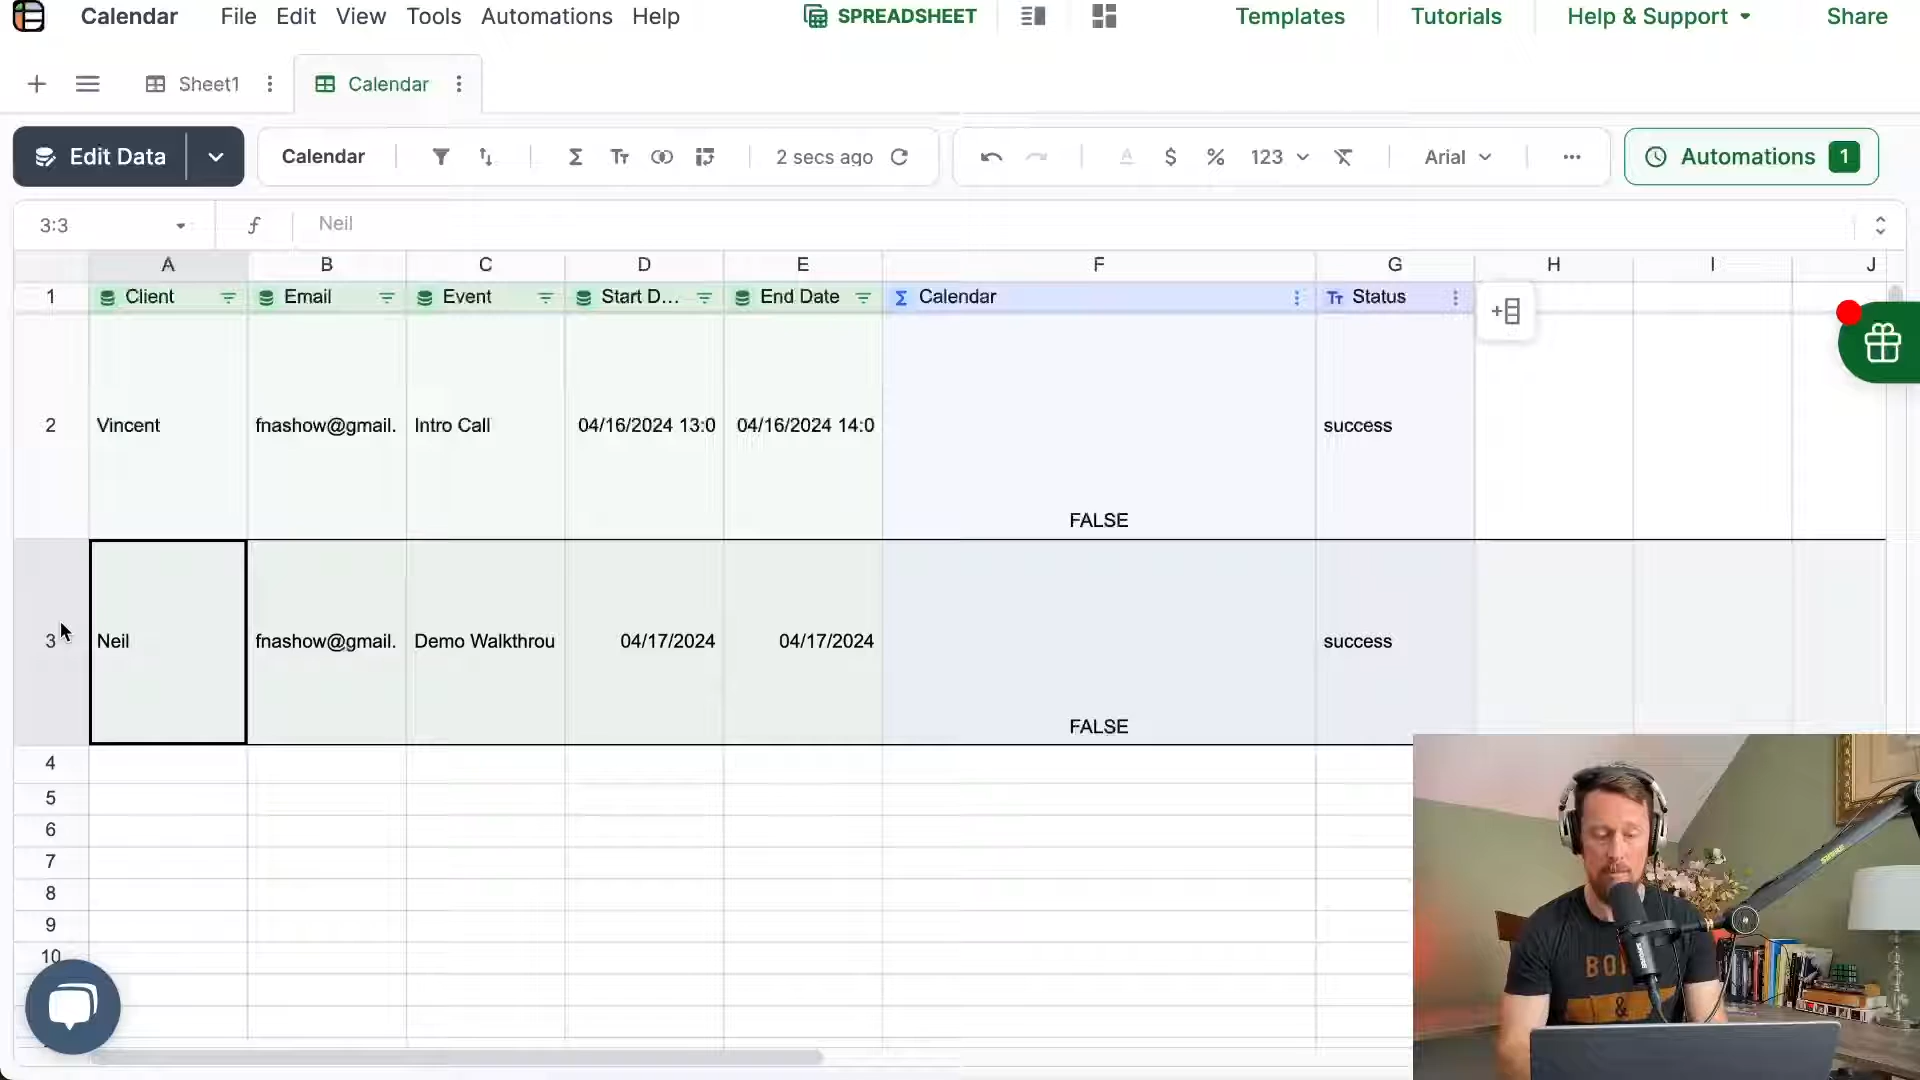 Calendar File Edit View Tools Automations Help SPREADSHEET Templates Tutorials Help & Support Share
Sheet1 Calendar
Edit Data Calendar 2 secs ago $ % 123 Arial Automations 1
3:3 Neil
A B C D E F G H I J
1 Client Email Event Start D... End Date Calendar Status
2 Vincent fnashow@gmail. Intro Call 04/16/2024 13:0 04/16/2024 14:0 FALSE success
3 Neil fnashow@gmail. Demo Walkthrou 04/17/2024 04/17/2024 FALSE success
4
5
6
7
8
9
10